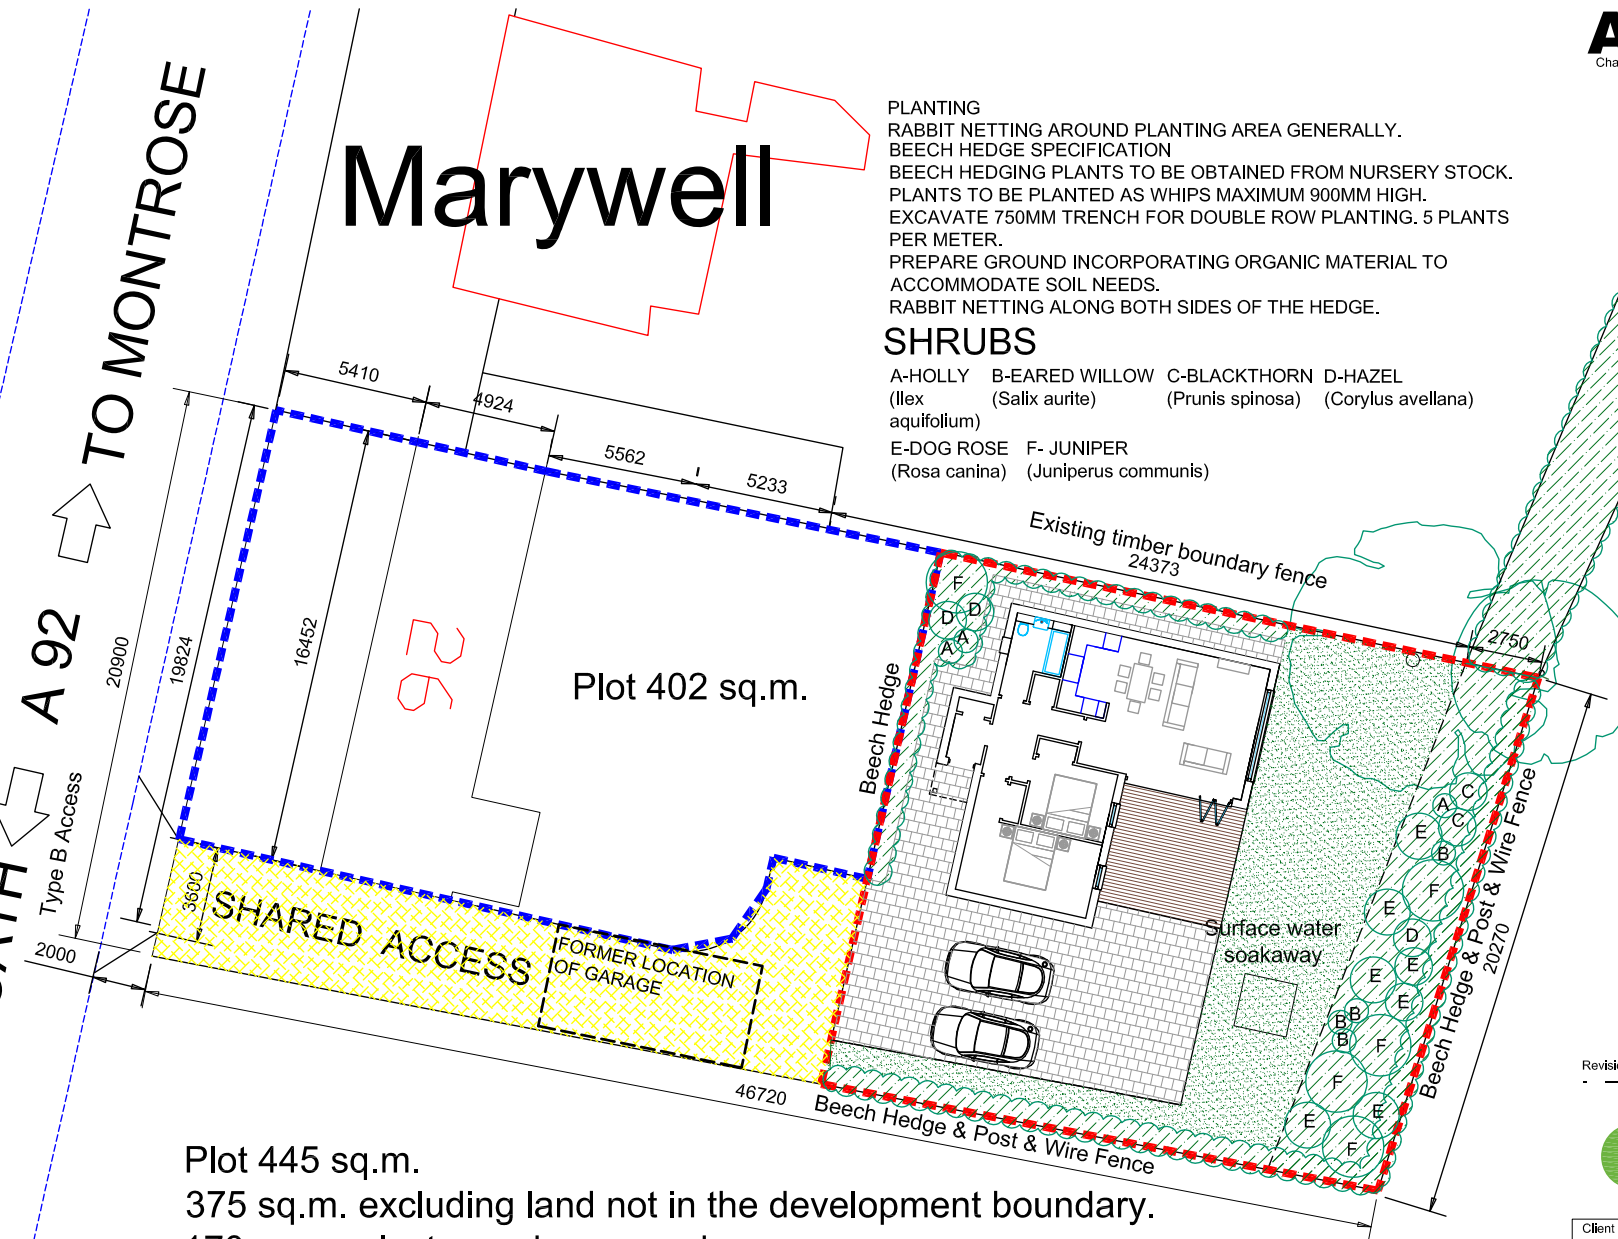 A
Cha
TO MONTROSE
Marywell
PLANTING
RABBIT NETTING AROUND PLANTING AREA GENERALLY.
BEECH HEDGE SPECIFICATION
BEECH HEDGING PLANTS TO BE OBTAINED FROM NURSERY STOCK.
PLANTS TO BE PLANTED AS WHIPS MAXIMUM 900MM HIGH.
EXCAVATE 750MM TRENCH FOR DOUBLE ROW PLANTING. 5 PLANTS
PER METER.
PREPARE GROUND INCORPORATING ORGANIC MATERIAL TO
ACCOMMODATE SOIL NEEDS.
RABBIT NETTING ALONG BOTH SIDES OF THE HEDGE.
SHRUBS
A-HOLLY B-EARED WILLOW C-BLACKTHORN D-HAZEL
(Ilex (Salix aurite) (Prunis spinosa) (Corylus avellana)
aquifolium)
E-DOG ROSE F- JUNIPER
(Rosa canina) (Juniperus communis)
5410
4924
5562
5233
Existing timber boundary fence
24373
2750
A 92
20900
19824
16452
26
Plot 402 sq.m.
Beech Hedge
F
D
D
A
A
Type B Access
2000
3600
SHARED ACCESS
FORMER LOCATION
OF GARAGE
Surface water
soakaway
C
A
C
E
B
F
E
D
E
E
E
B
B
B
F
F
E
E
F
Beech Hedge & Post & Wire Fence
20270
46720
Beech Hedge & Post & Wire Fence
Revisi
Plot 445 sq.m.
375 sq.m. excluding land not in the development boundary.
Client